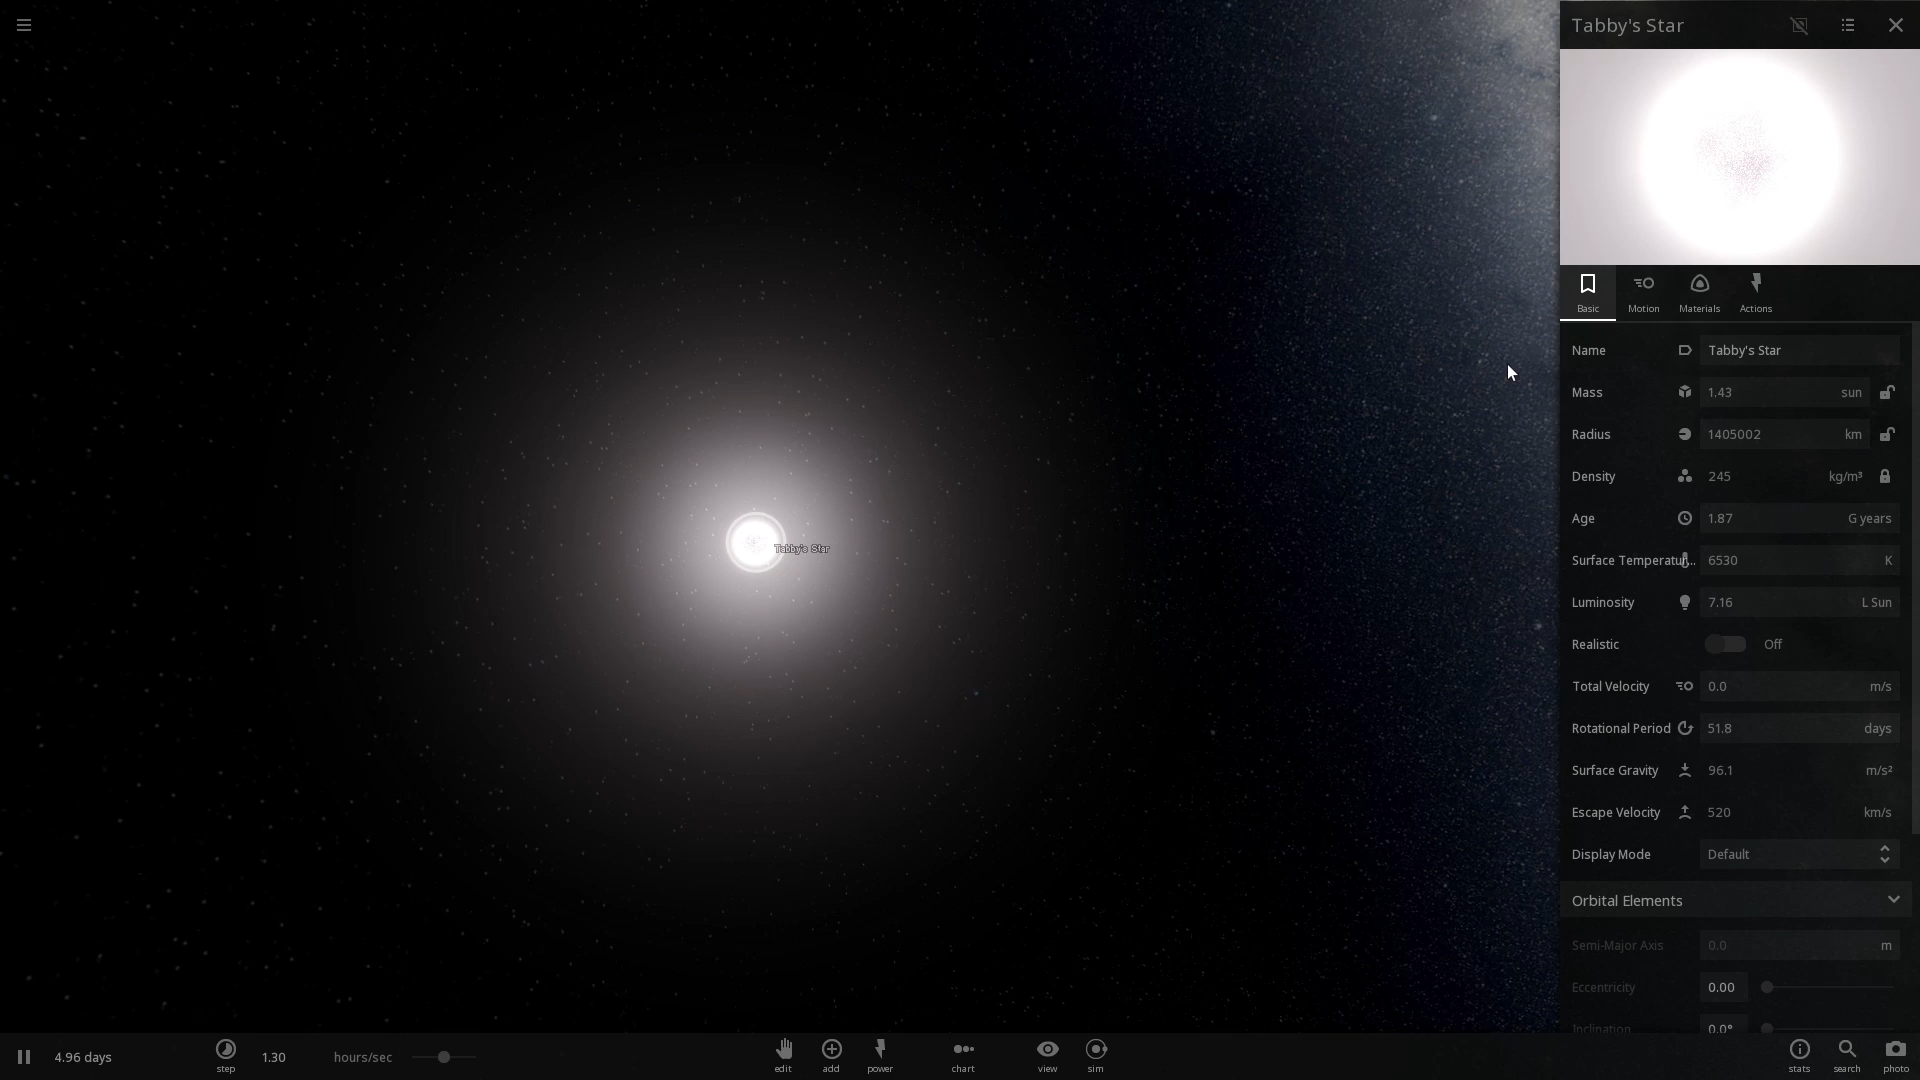 Tabby's Star
Basic
Motion
Materials
Actions
Name Tabby's Star
Mass 1.43 sun
Radius 1405002 km
Density 245 kg/m³
Age 1.87 G years
Surface Temperatur... 6530 K
Luminosity 7.16 L Sun
Realistic Off
Total Velocity 0.0 m/s
Rotational Period 51.8 days
Surface Gravity 96.1 m/s²
Escape Velocity 520 km/s
Display Mode Default
Orbital Elements
Semi-Major Axis 0.0 m
Eccentricity 0.00
Inclination 0.0°
Tabby's Star
4.96 days
step
1.30 hours/sec
edit
add
power
chart
view
sim
stats
search
photo